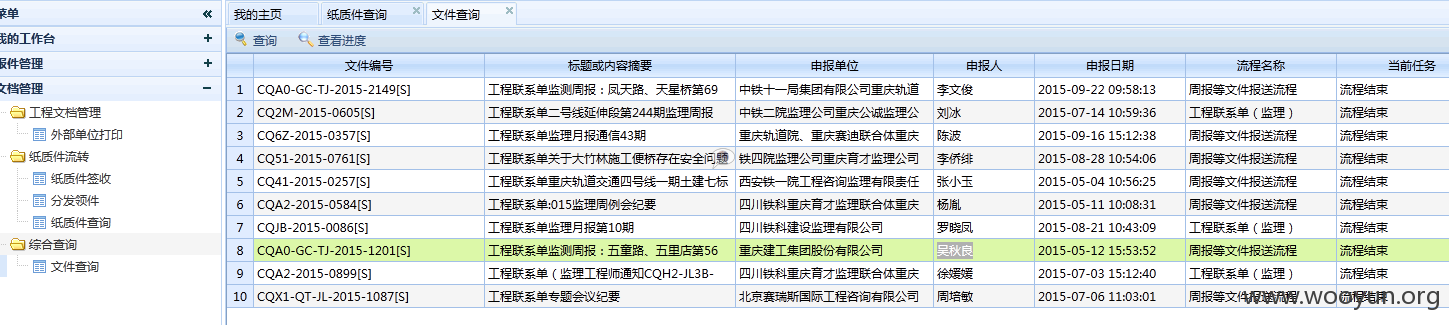 菜单
我的工作台
报件管理
文档管理
工程文档管理
外部单位打印
纸质件流转
纸质件签收
分发领件
纸质件查询
综合查询
文件查询
我的主页 纸质件查询 文件查询
查询 查看进度
文件编号 标题或内容摘要 申报单位 申报人 申报日期 流程名称 当前任务
1 CQA0-GC-TJ-2015-2149[S] 工程联系单监测周报：凤天路、天星桥第69 中铁十一局集团有限公司重庆轨道 李文俊 2015-09-22 09:58:13 周报等文件报送流程 流程结束
2 CQ2M-2015-0605[S] 工程联系单二号线延伸段第244期监理周报 中铁二院监理公司重庆公诚监理公 刘冰 2015-07-14 10:59:36 工程联系单（监理） 流程结束
3 CQ6Z-2015-0357[S] 工程联系单监理月报通信43期 重庆轨道院、重庆赛迪联合体重庆 陈波 2015-09-16 15:12:38 周报等文件报送流程 流程结束
4 CQ51-2015-0761[S] 工程联系单关于大竹林施工便桥存在安全问题 铁四院监理公司重庆育才监理公司 李侨绯 2015-08-28 10:54:06 周报等文件报送流程 流程结束
5 CQ41-2015-0257[S] 工程联系单重庆轨道交通四号线一期土建七标 西安铁一院工程咨询监理有限责任 张小玉 2015-05-04 10:56:25 周报等文件报送流程 流程结束
6 CQA2-2015-0584[S] 工程联系单:015监理周例会纪要 四川铁科重庆育才监理联合体重庆 杨胤 2015-05-11 10:08:31 周报等文件报送流程 流程结束
7 CQJB-2015-0086[S] 工程联系单监理月报第10期 四川铁科建设监理有限公司 罗晓凤 2015-08-21 10:43:09 工程联系单（监理） 流程结束
8 CQA0-GC-TJ-2015-1201[S] 工程联系单监测周报：五童路、五里店第56 重庆建工集团股份有限公司 吴秋良 2015-05-12 15:53:52 周报等文件报送流程 流程结束
9 CQA2-2015-0899[S] 工程联系单（监理工程师通知CQH2-JL3B- 四川铁科重庆育才监理联合体重庆 徐媛媛 2015-07-03 15:12:40 工程联系单（监理） 流程结束
10 CQX1-QT-JL-2015-1087[S] 工程联系单专题会议纪要 北京赛瑞斯国际工程咨询有限公司 周培敏 2015-07-06 11:03:01 周报等文件报送流程 流程结束
www.wooyun.org